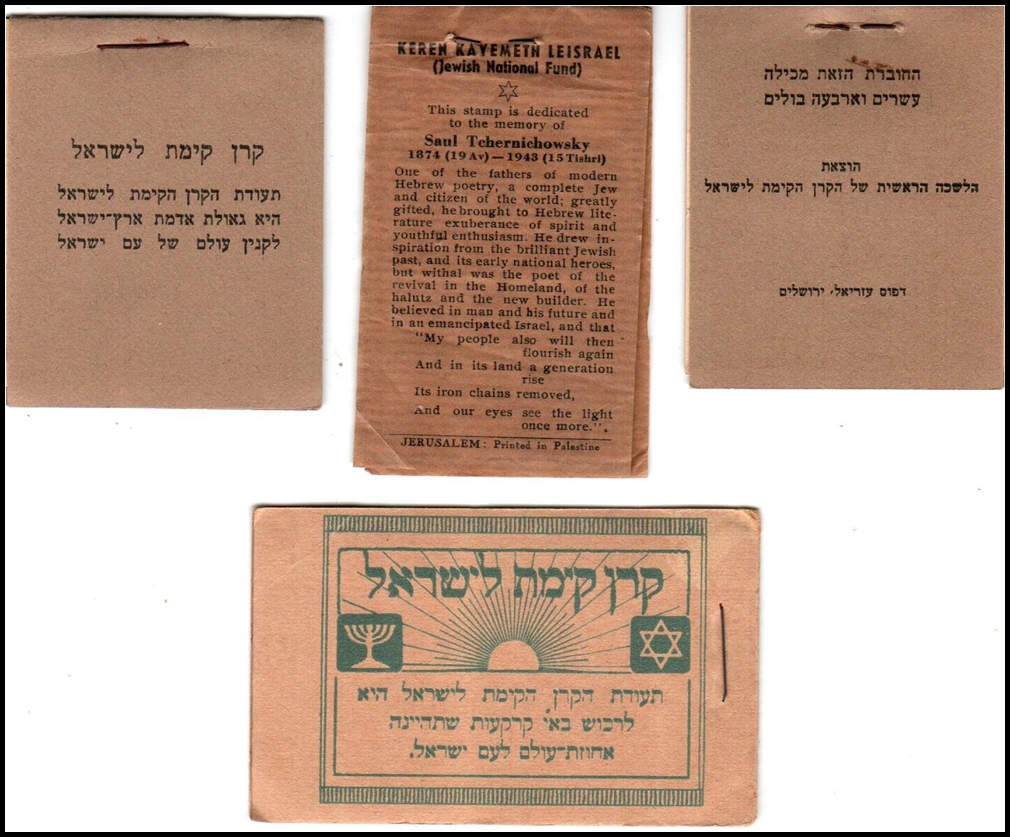 קרן קימת לישראל
תעודת הקרן הקימת לישראל
היא גאולת אדמת ארץ־ישראל
לקנין עולם של עם ישראל
KEREN KAYEMETH LEISRAEL
(Jewish National Fund)
This stamp is dedicated
to the memory of
Saul Tchernichowsky
1874 (19 Av) — 1943 (15 Tishri)
One of the fathers of modern
Hebrew poetry, a complete Jew
and citizen of the world; greatly
gifted, he brought to Hebrew lite-
rature exuberance of spirit and
youthful enthusiasm. He drew in-
spiration from the brilliant Jewish
past, and its early national heroes,
but withal was the poet of the
revival in the Homeland, of the
halutz and the new builder. He
believed in man and his future and
in an emancipated Israel, and that
"My people also will then
flourish again
And in its land a generation
rise
Its iron chains removed,
And our eyes see the light
once more.".
JERUSALEM: Printed in Palestine
החוברת הזאת מכילה
עשרים וארבעה בולים
הוצאת
הלשכה הראשית של הקרן הקימת לישראל
דפוס עזריאלי ירושלים
קרן קימת לישראל
תעודת הקרן הקימת לישראל היא
לרכוש בא״י קרקעות שתהיינה
אחוזת־עולם לעם ישראל.